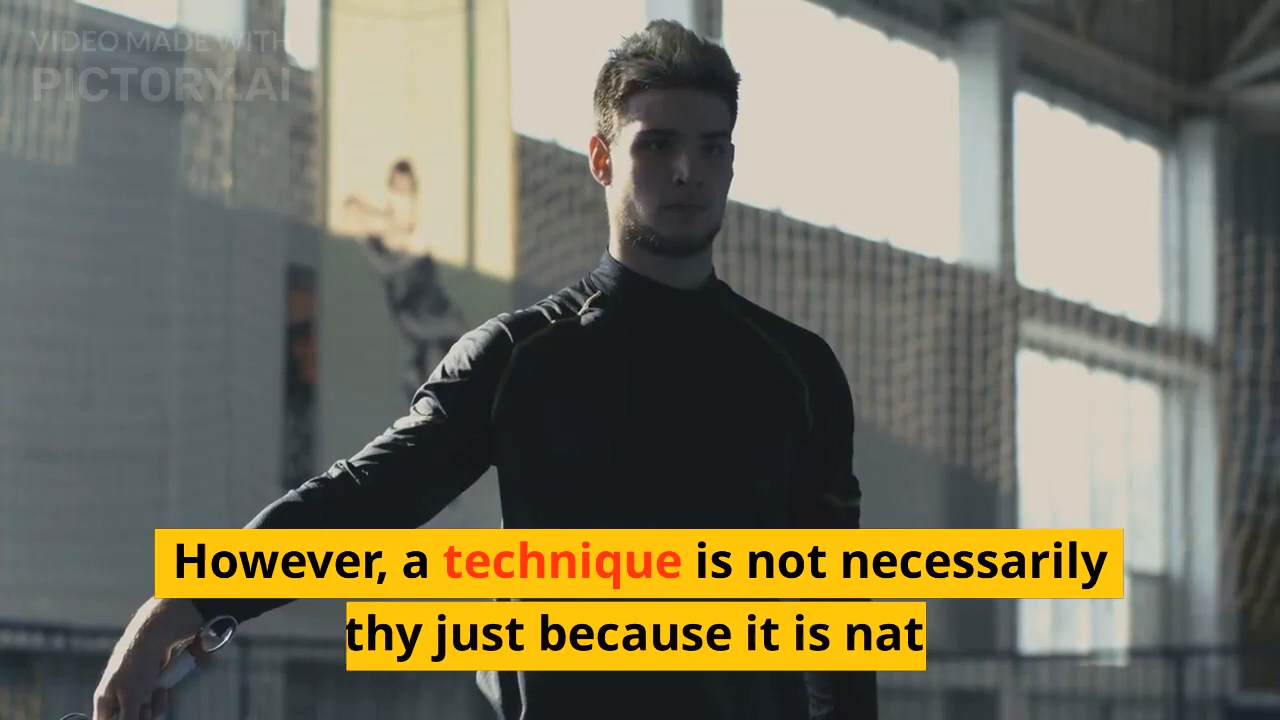 VIDEO MADE WITH
PICTORY.AI
However, a technique is not necessarily
thy just because it is nat